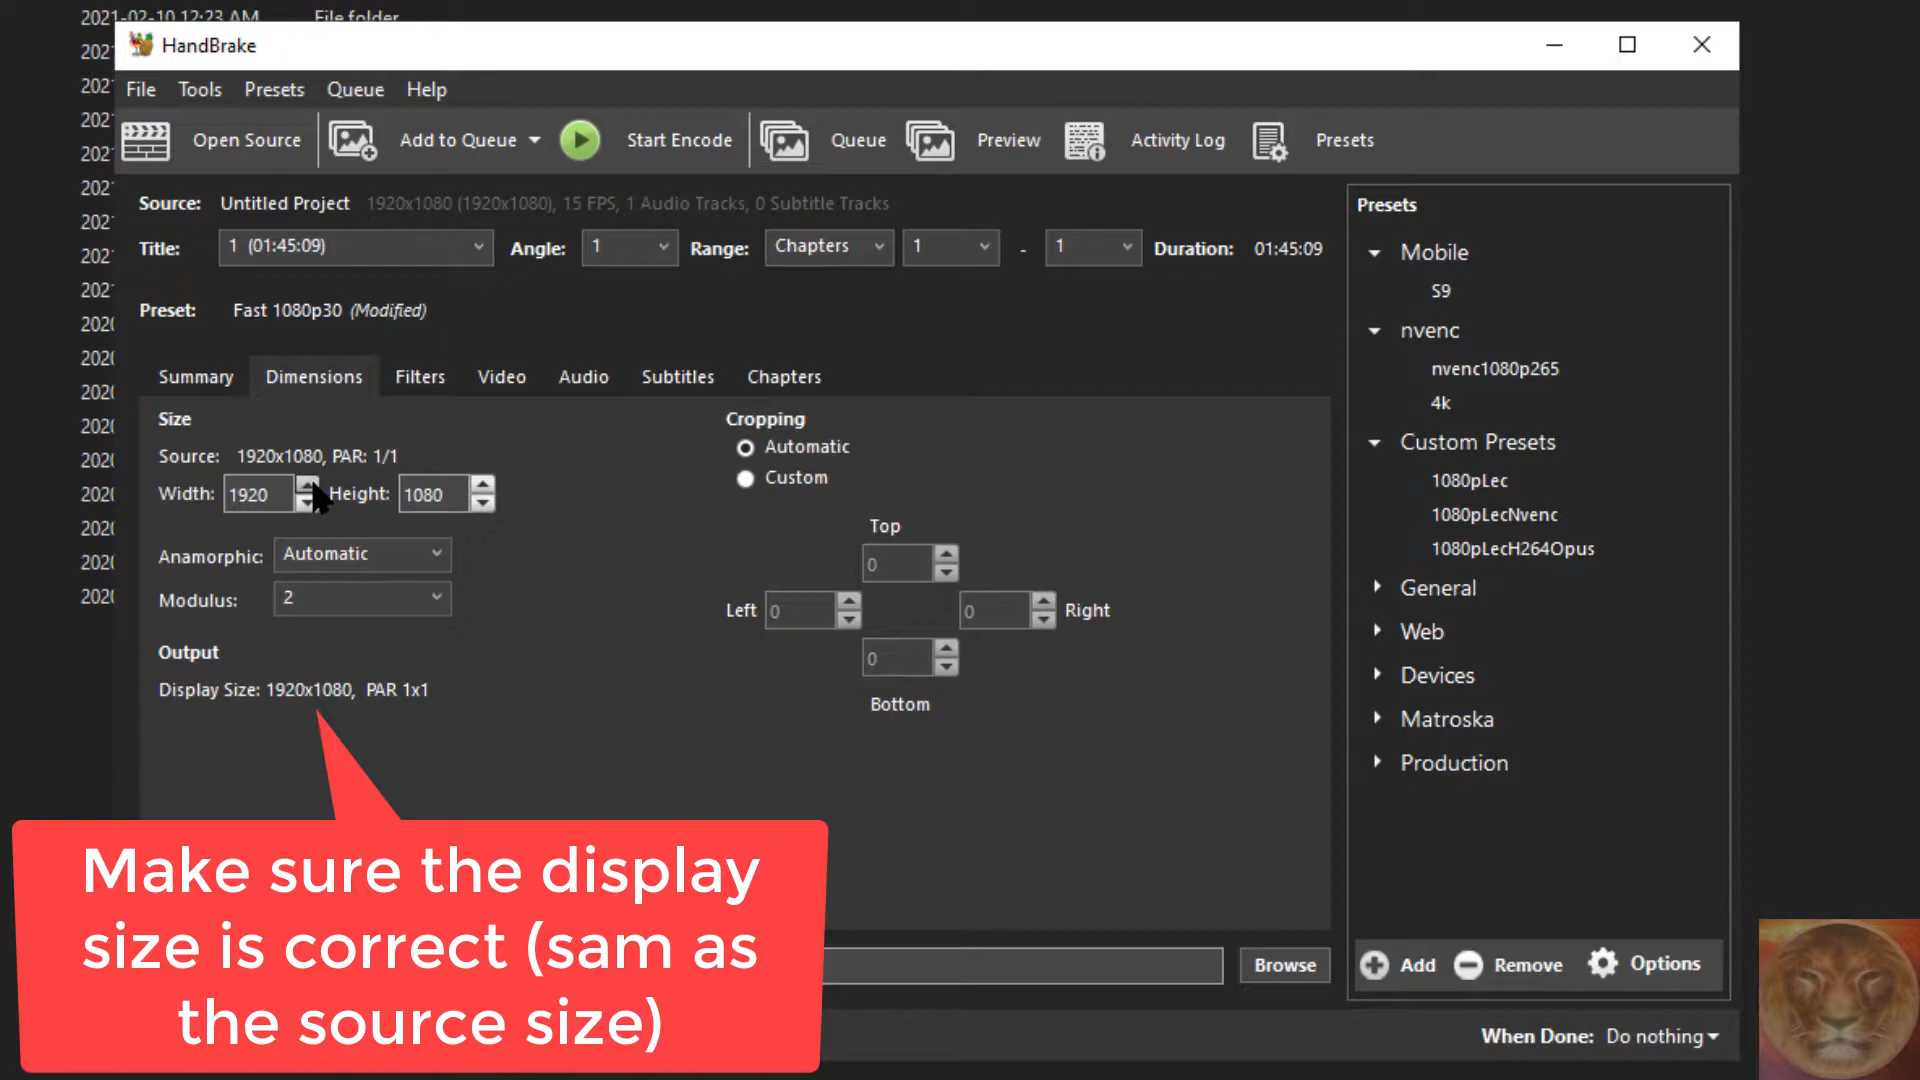 2021-02-10 12:23 AM File folder
HandBrake
File Tools Presets Queue Help
Open Source Add to Queue Start Encode Queue Preview Activity Log Presets
Source: Untitled Project 1920x1080 (1920x1080), 15 FPS, 1 Audio Tracks, 0 Subtitle Tracks
Title: 1 (01:45:09) Angle: 1 Range: Chapters 1 - 1 Duration: 01:45:09
Preset: Fast 1080p30 (Modified)
Summary Dimensions Filters Video Audio Subtitles Chapters
Size
Source: 1920x1080, PAR: 1/1
Width: 1920 Height: 1080
Anamorphic: Automatic
Modulus: 2
Output
Display Size: 1920x1080, PAR 1x1
Cropping
Automatic
Custom
Top
0
Left 0 0 Right
0
Bottom
Presets
Mobile
S9
nvenc
nvenc1080p265
4k
Custom Presets
1080pLec
1080pLecNvenc
1080pLecH264Opus
General
Web
Devices
Matroska
Production
Browse
Add Remove Options
When Done: Do nothing
Make sure the display
size is correct (sam as
the source size)